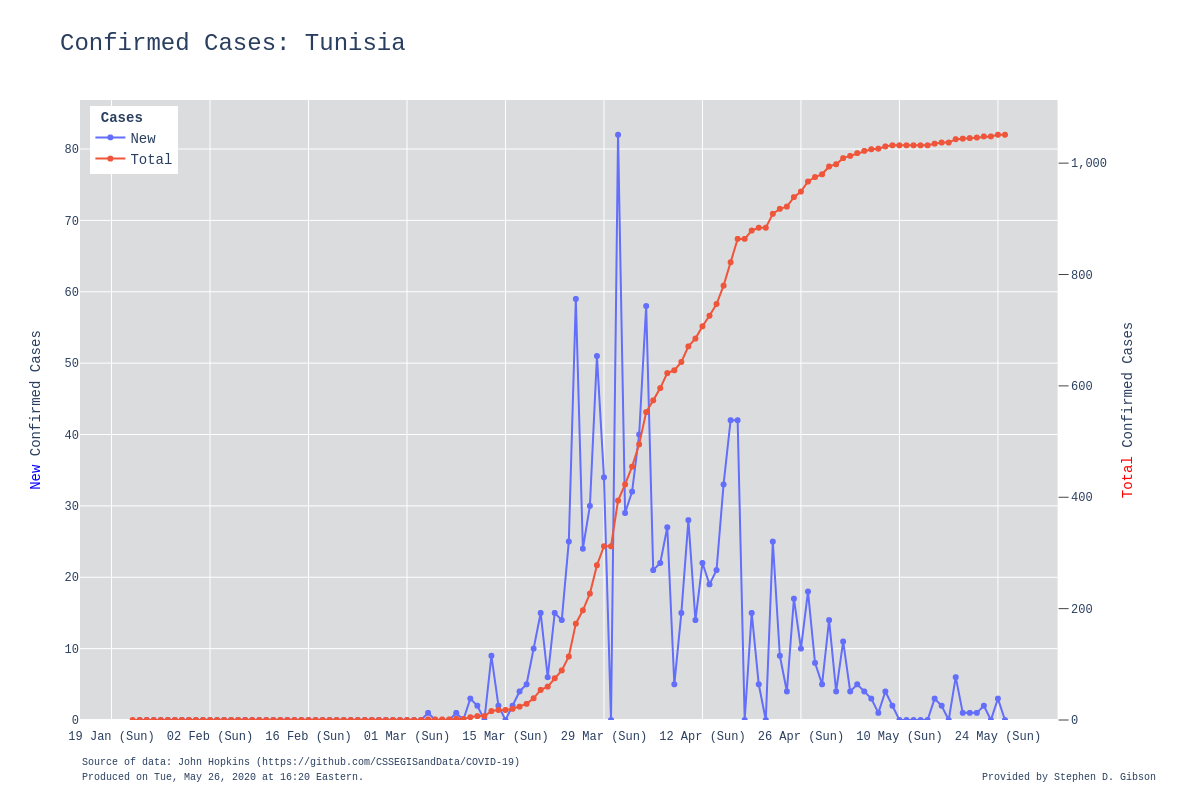 Confirmed Cases: Tunisia
Cases
New
Total
80
70
60
50
40
30
20
10
0
New Confirmed Cases
1,000
800
600
400
200
0
Total Confirmed Cases
19 Jan (Sun) 02 Feb (Sun) 16 Feb (Sun) 01 Mar (Sun) 15 Mar (Sun) 29 Mar (Sun) 12 Apr (Sun) 26 Apr (Sun) 10 May (Sun) 24 May (Sun)
Source of data: John Hopkins (https://github.com/CSSEGISandData/COVID-19)
Produced on Tue, May 26, 2020 at 16:20 Eastern.
Provided by Stephen D. Gibson